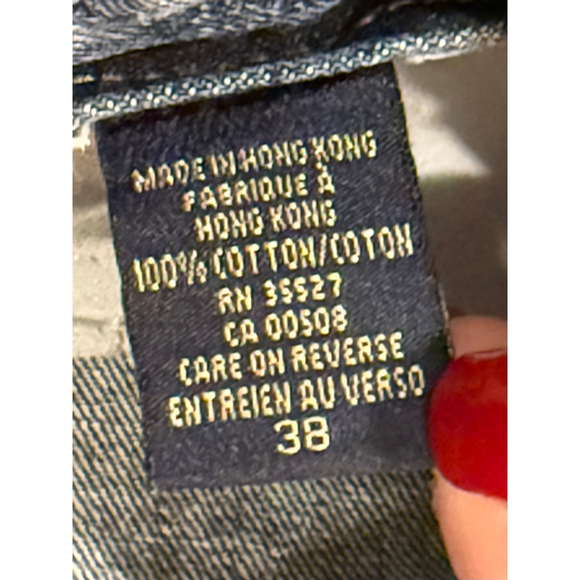 MADE IN HONG KONG
FABRIQUE À
HONG KONG
100% COTTON/COTON
RN 35527
CA 00508
CARE ON REVERSE
ENTREIEN AU VERSO
38